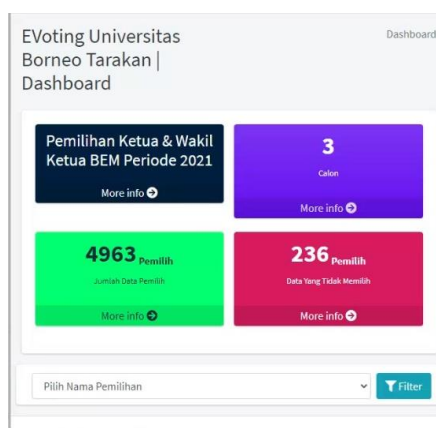 EVoting Universitas
Borneo Tarakan |
Dashboard
Dashboard
Pemilihan Ketua & Wakil
Ketua BEM Periode 2021
More info
3
Calon
More info
4963 Pemilih
Jumlah Data Pemilih
More info
236 Pemilih
Data Yang Tidak Memilih
More info
Pilih Nama Pemilihan
Filter